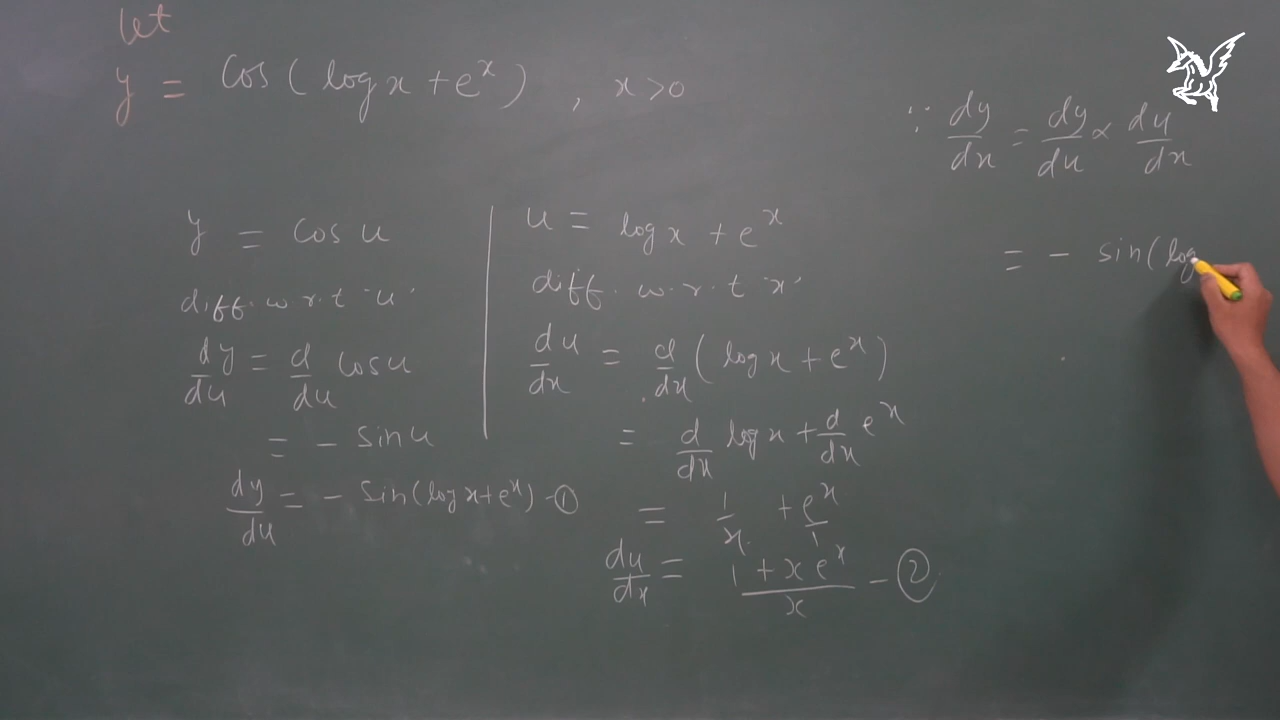 let
y = cos(log x + e^x) , x > 0
y = cos u
diff. w.r.t 'u'
dy/du = d/du cos u
= - sin u
dy/du = - sin(log x + e^x) - ①
u = log x + e^x
diff. w.r.t 'x'
du/dx = d/dx (log x + e^x)
= d/dx log x + d/dx e^x
= 1/x + e^x/1
du/dx = (1 + x e^x)/x - ②
∵ dy/dx = dy/du × du/dx
= - sin(log